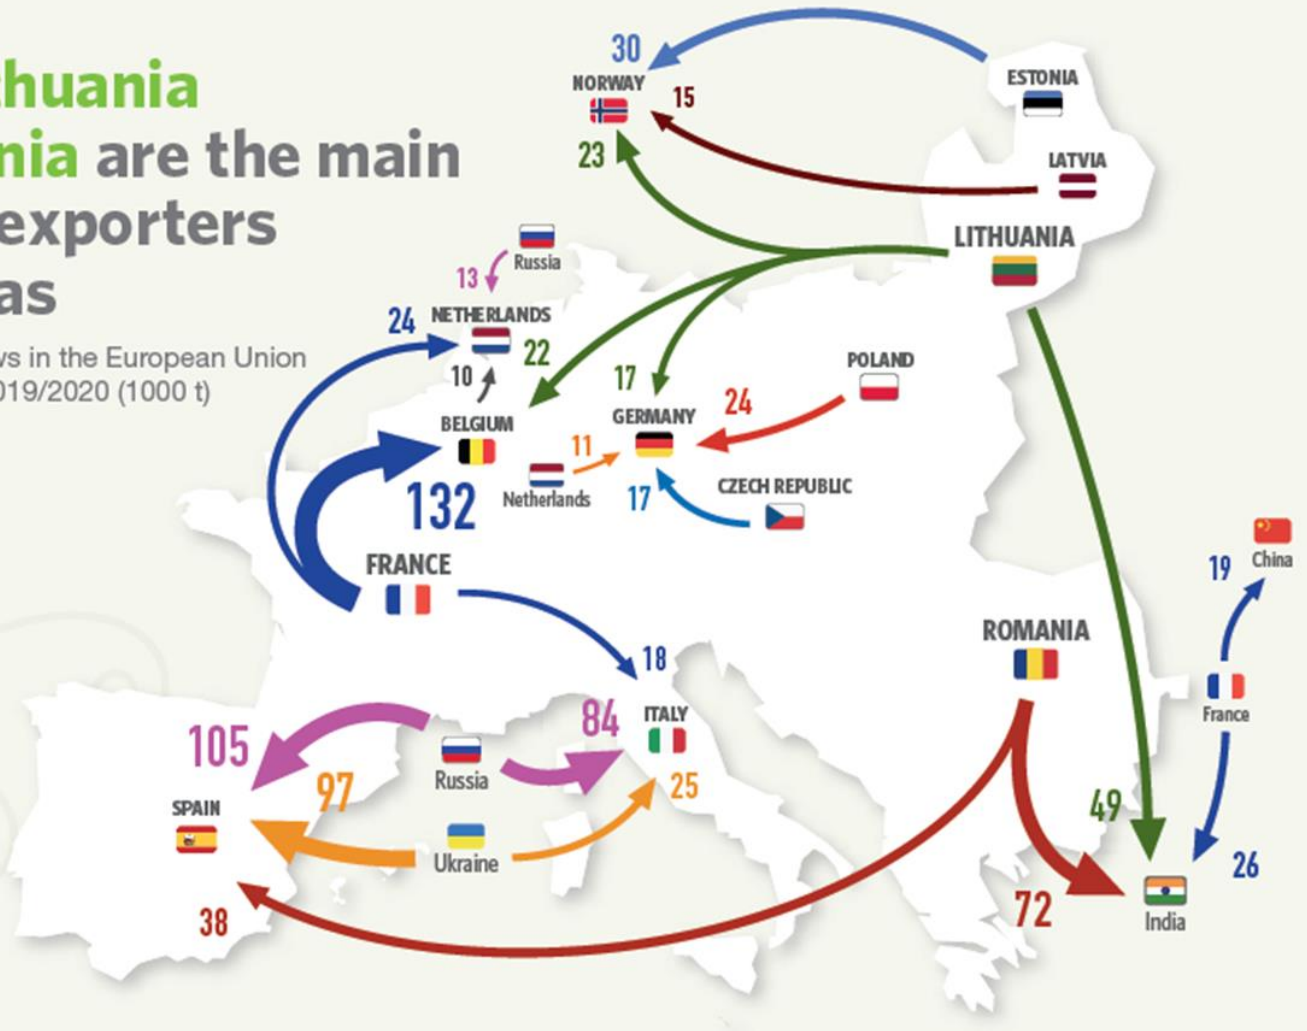 thuania
nia are the main
exporters
as
ws in the European Union
019/2020 (1000 t)
30
NORWAY
15
23
ESTONIA
LATVIA
LITHUANIA
Russia
13
NETHERLANDS
24
22
10
BELGIUM
17
GERMANY
24
POLAND
11
Netherlands
17
CZECH REPUBLIC
132
FRANCE
18
China
19
France
26
ROMANIA
105
84
ITALY
Russia
97
25
SPAIN
Ukraine
38
49
72
India